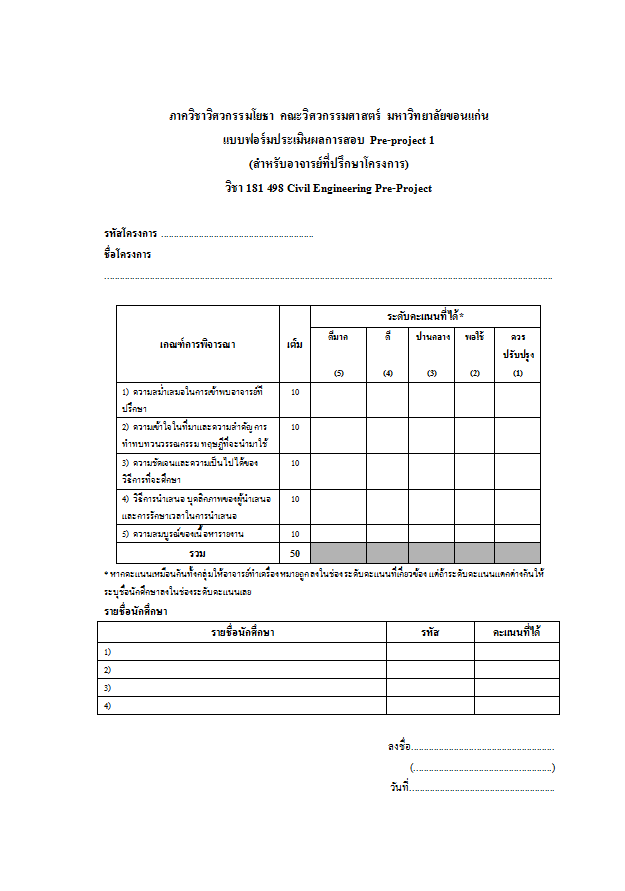 ภาควิชาวิศวกรรมโยธา คณะวิศวกรรมศาสตร์ มหาวิทยาลัยขอนแก่น
แบบฟอร์มประเมินผลการสอบ Pre-project 1
(สำหรับอาจารย์ที่ปรึกษาโครงการ)
วิชา 181 498 Civil Engineering Pre-Project
รหัสโครงการ ............................................................
ชื่อโครงการ
................................................................................................................................................................................
เกณฑ์การพิจารณา เต็ม ระดับคะแนนที่ได้*
ดีมาก ดี ปานกลาง พอใช้ ควร
ปรับปรุง
(5) (4) (3) (2) (1)
1) ความสม่ำเสมอในการเข้าพบอาจารย์ที่ 10
ปรึกษา
2) ความเข้าใจในที่มาและความสำคัญ การ 10
ทำบทบทวนวรรณกรรม ทฤษฎีที่จะนำมาใช้
3) ความชัดเจนและความเป็นไปได้ของ 10
วิธีการที่จะศึกษา
4) วิธีการนำเสนอ บุคลิกภาพของผู้นำเสนอ 10
และการรักษาเวลาในการนำเสนอ
5) ความสมบูรณ์ของเนื้อหารายงาน 10
รวม 50
*หากคะแนนเหมือนกันทั้งกลุ่มให้อาจารย์ทำเครื่องหมายถูกลงในช่องระดับคะแนนที่เกี่ยวข้อง แต่ถ้าระดับคะแนนแตกต่างกันให้
ระบุชื่อนักศึกษาลงในช่องระดับคะแนนเลย
รายชื่อนักศึกษา
รายชื่อนักศึกษา รหัส คะแนนที่ได้
1)
2)
3)
4)
ลงชื่อ........................................................
(.......................................................)
วันที่.........................................................